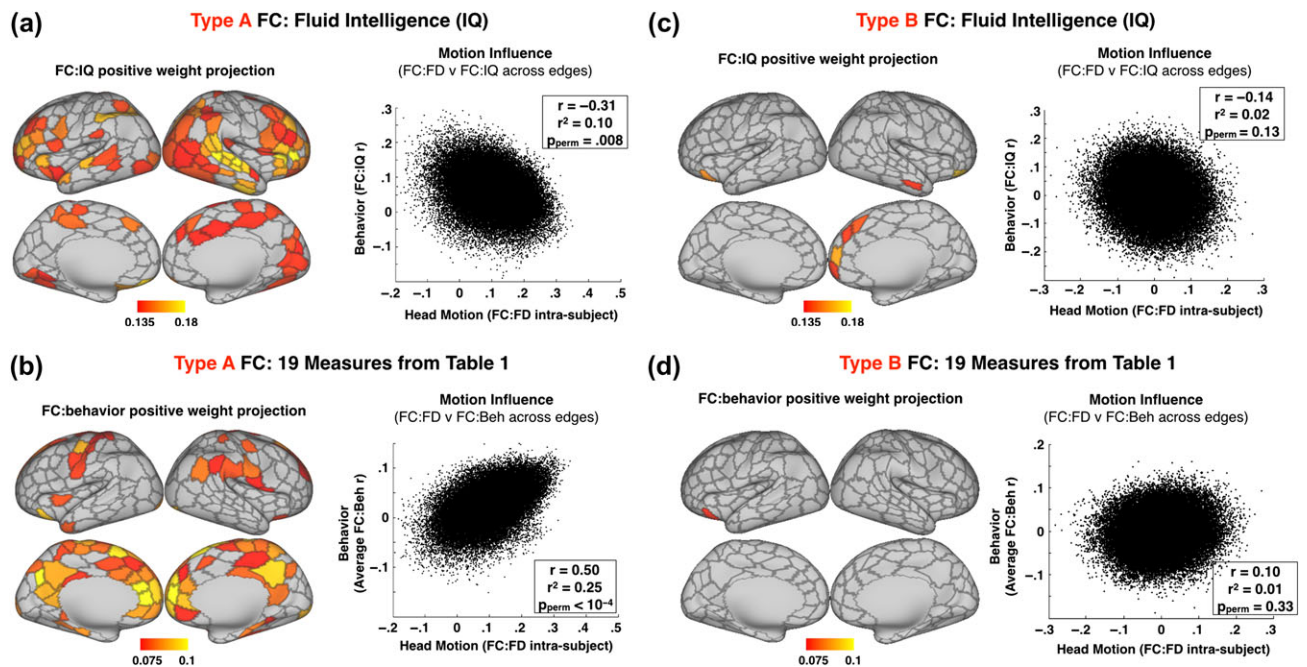 (a)
Type A FC: Fluid Intelligence (IQ)
FC:IQ positive weight projection
0.135 0.18
Motion Influence
(FC:FD v FC:IQ across edges)
r = −0.31
r² = 0.10
pperm = .008
Behavior (FC:IQ r)
.3
.2
.1
0
−.1
−.2 −.1 0 .1 .2 .3 .4 .5
Head Motion (FC:FD intra-subject)
(c)
Type B FC: Fluid Intelligence (IQ)
FC:IQ positive weight projection
0.135 0.18
Motion Influence
(FC:FD v FC:IQ across edges)
r = −0.14
r² = 0.02
pperm = 0.13
Behavior (FC:IQ r)
.3
.2
.1
0
−.1
−.2
−.3 −.2 −.1 0 .1 .2 .3
Head Motion (FC:FD intra-subject)
(b)
Type A FC: 19 Measures from Table 1
FC:behavior positive weight projection
0.075 0.1
Motion Influence
(FC:FD v FC:Beh across edges)
Behavior
(Average FC:Beh r)
.2
.1
0
−.1
r = 0.50
r² = 0.25
pperm < 10⁻⁴
−.2 −.1 0 .1 .2 .3 .4 .5
Head Motion (FC:FD intra-subject)
(d)
Type B FC: 19 Measures from Table 1
FC:behavior positive weight projection
0.075 0.1
Motion Influence
(FC:FD v FC:Beh across edges)
Behavior
(Average FC:Beh r)
.2
.1
0
−.1
r = 0.10
r² = 0.01
pperm = 0.33
−.3 −.2 −.1 0 .1 .2 .3
Head Motion (FC:FD intra-subject)